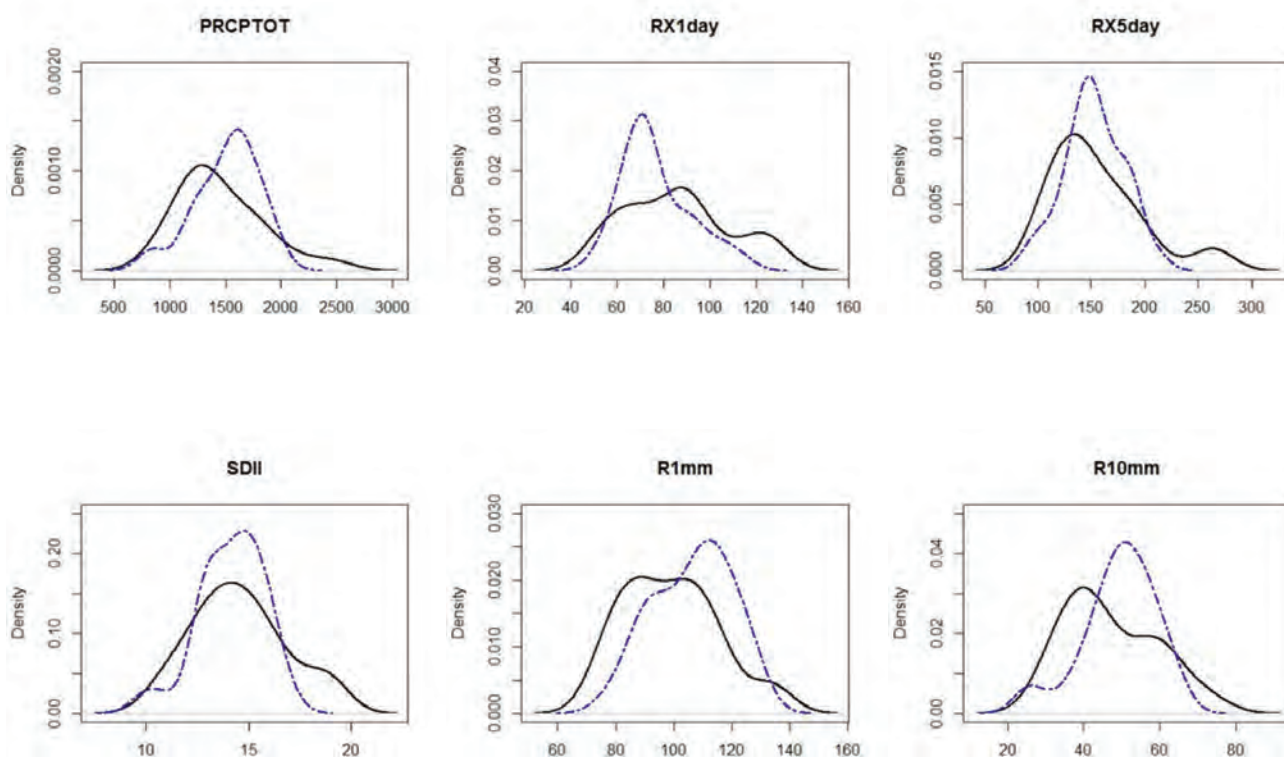 PRCPTOT
Density
0.0000 0.0010 0.0020
500 1000 1500 2000 2500 3000
RX1day
0.00 0.01 0.02 0.03 0.04
20 40 60 80 100 120 140 160
RX5day
Density
0.000 0.005 0.010 0.015
50 100 150 200 250 300
SDII
Density
0.00 0.10 0.20
10 15 20
R1mm
0.000 0.010 0.020 0.030
60 80 100 120 140 160
R10mm
Density
0.00 0.02 0.04
20 40 60 80